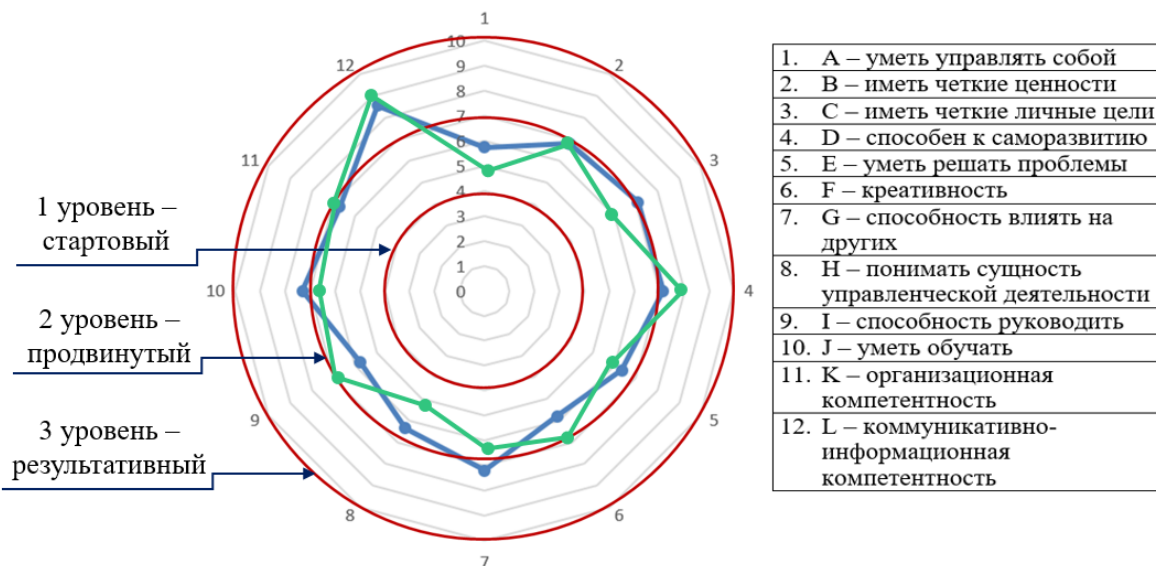 1
2
3
4
5
6
7
8
9
10
11
12
10
9
8
7
6
5
4
3
2
1
0
1 уровень –
стартовый
2 уровень –
продвинутый
3 уровень –
результативный
1. A – уметь управлять собой
2. B – иметь четкие ценности
3. C – иметь четкие личные цели
4. D – способен к саморазвитию
5. E – уметь решать проблемы
6. F – креативность
7. G – способность влиять на
других
8. H – понимать сущность
управленческой деятельности
9. I – способность руководить
10. J – уметь обучать
11. K – организационная
компетентность
12. L – коммуникативно-
информационная
компетентность